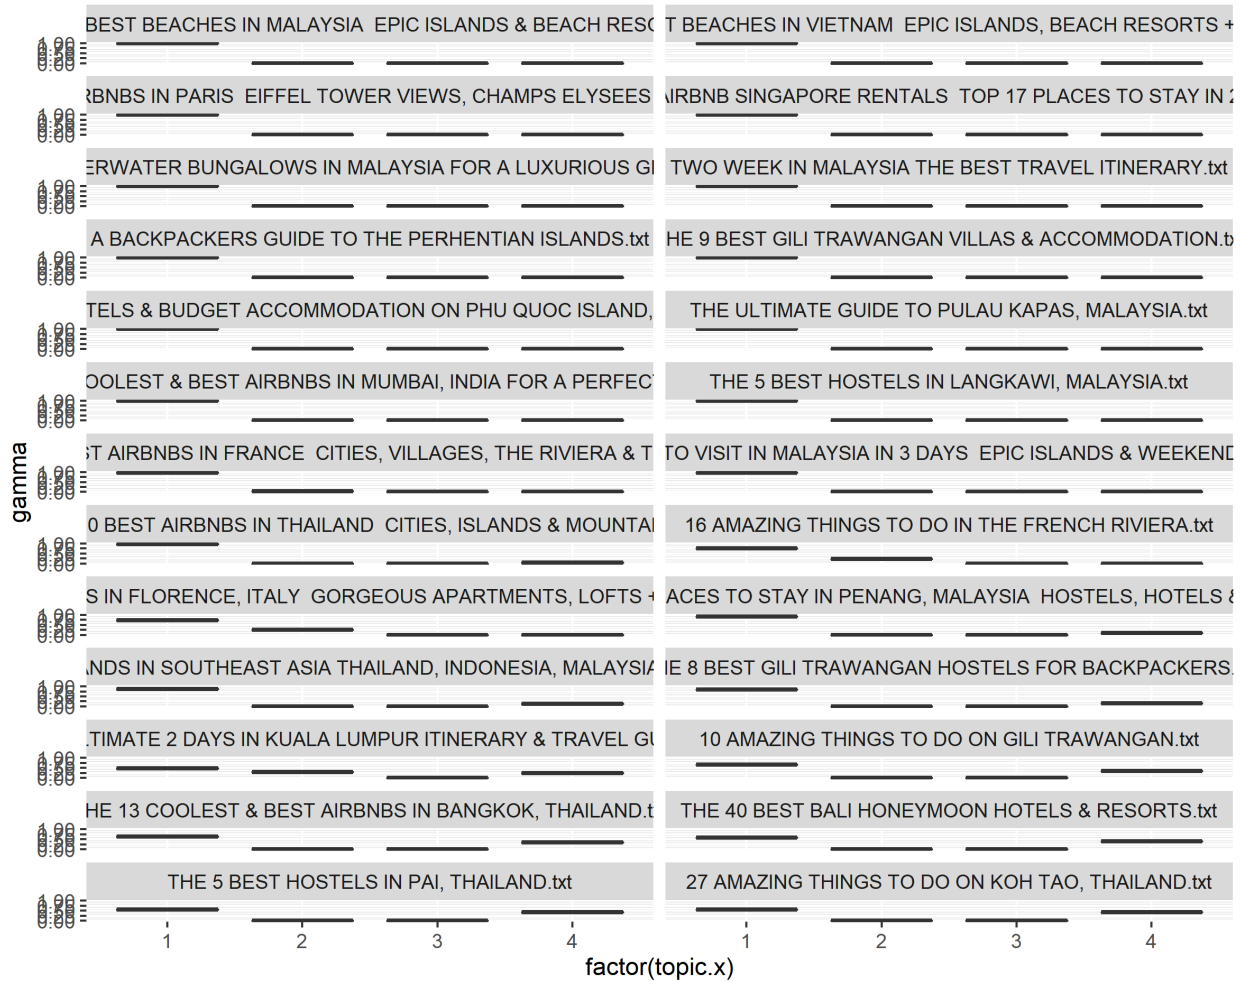 BEST BEACHES IN MALAYSIA EPIC ISLANDS & BEACH
T BEACHES IN VIETNAM EPIC ISLANDS, BEACH RESORTS +
IN PARIS EIFFEL TOWER VIEWS, CHAMPS ELYSEES
SINGAPORE RENTALS TOP 17 PLACES TO STAY IN
BUNGALOWS IN MALAYSIA FOR A LUXURIOUS
TWO WEEK IN MALAYSIA THE BEST TRAVEL ITINERARY.txt
A BACKPACKERS GUIDE TO THE PERHENTIAN ISLANDS.txt
HE 9 BEST GILI TRAWANGAN VILLAS & ACCOMMODATION.
TELS & BUDGET ACCOMMODATION ON PHU QUOC ISLAND,
THE ULTIMATE GUIDE TO PULAU KAPAS, MALAYSIA.txt
OOLEST & BEST AIRBNBS IN MUMBAI, INDIA FOR A
THE 5 BEST HOSTELS IN LANGKAWI, MALAYSIA.txt
ST AIRBNBS IN FRANCE CITIES, VILLAGES, THE RIVIERA & T
TO VISIT IN MALAYSIA IN 3 DAYS EPIC ISLANDS & WEEKEND
0 BEST AIRBNBS IN THAILAND CITIES, ISLANDS &
16 AMAZING THINGS TO DO IN THE FRENCH RIVIERA.txt
S IN FLORENCE, ITALY GORGEOUS APARTMENTS, LOFTS +
ACES TO STAY IN PENANG, MALAYSIA HOSTELS, HOTELS &
IN SOUTHEAST ASIA THAILAND, INDONESIA, MALAYSIA
8 BEST GILI TRAWANGAN HOSTELS FOR BACKPACKERS.
LTIMATE 2 DAYS IN KUALA LUMPUR ITINERARY & TRAVEL
10 AMAZING THINGS TO DO ON GILI TRAWANGAN.txt
HE 13 COOLEST & BEST AIRBNBS IN BANGKOK, THAILAND.
THE 40 BEST BALI HONEYMOON HOTELS & RESORTS.txt
THE 5 BEST HOSTELS IN PAI, THAILAND.txt
27 AMAZING THINGS TO DO ON KOH TAO, THAILAND.txt
gamma
1 2 3 4
1 2 3 4
factor(topic.x)